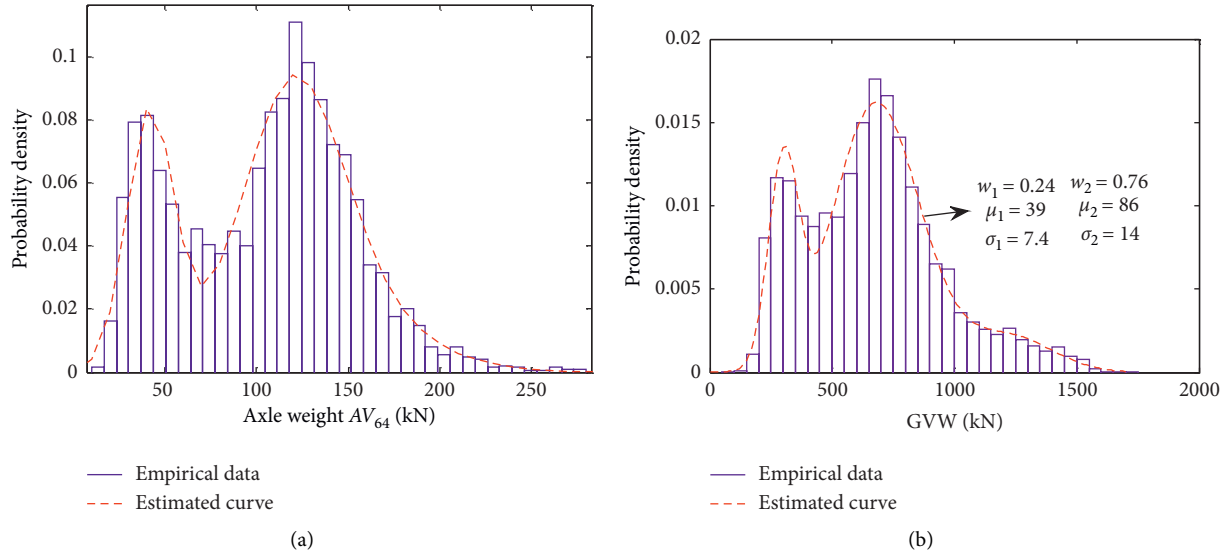 0.1
0.08
0.06
0.04
0.02
0
50
100
150
200
250
Probability density
Axle weight AV64 (kN)
Empirical data
Estimated curve
(a)
0.02
0.015
0.01
0.005
0
0
500
1000
1500
2000
Probability density
w1 = 0.24 w2 = 0.76
μ1 = 39 μ2 = 86
σ1 = 7.4 σ2 = 14
GVW (kN)
Empirical data
Estimated curve
(b)